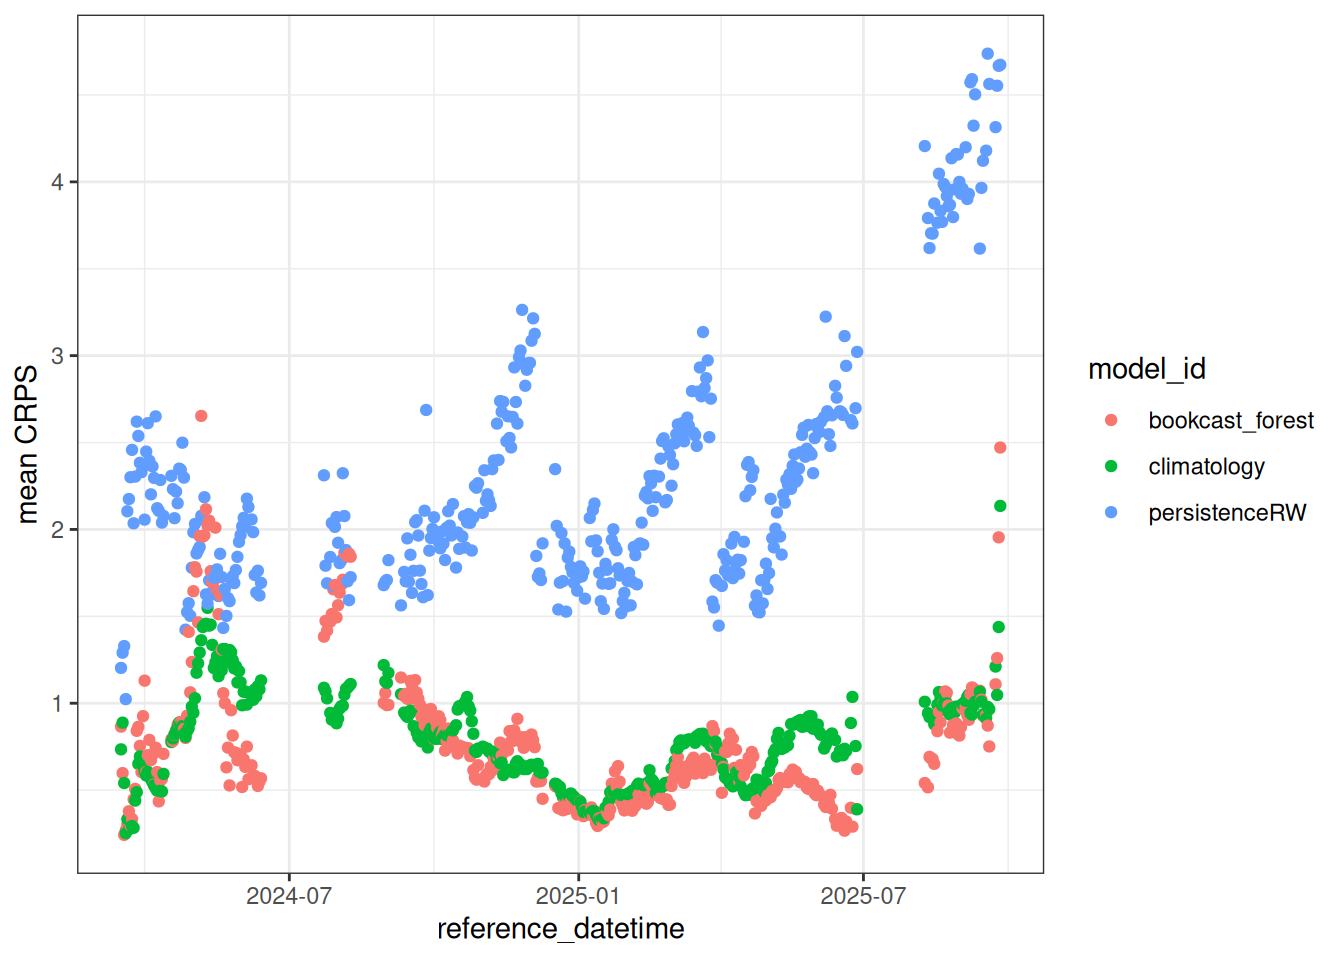 4
3
2
1
mean CRPS
2024-07
2025-01
2025-07
reference_datetime
model_id
bookcast_forest
climatology
persistenceRW